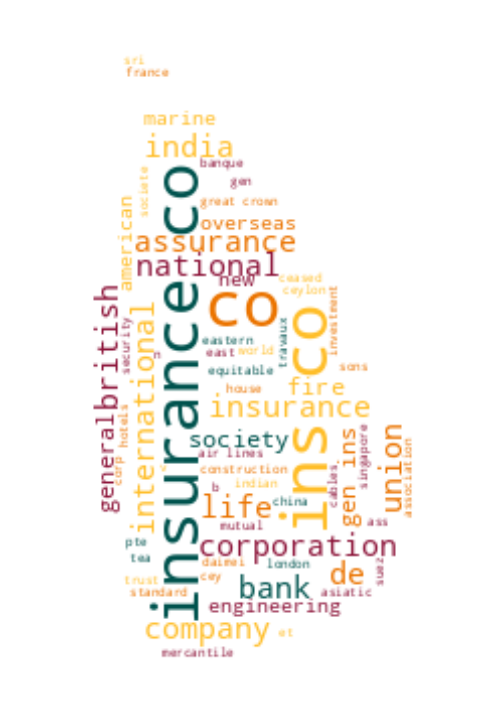 sri
france
marine
india
banque
gen
societe
co
great crown
american
overseas
assurance
national
new
ceased
ceylon
co
british
security
international
insurance
investment
eastern
travaux
east
world
n
co
equitable
sons
house
fire
insurance
general
hotels
corp
society
air lines
ins
gen ins
singapore
union
association
construction
v
b
indian
cables
life
china
mutual
ass
pte
corporation
tea
daimei
london
de
suez
trust
cey
bank
standard
asiatic
engineering
company
et
mercantile